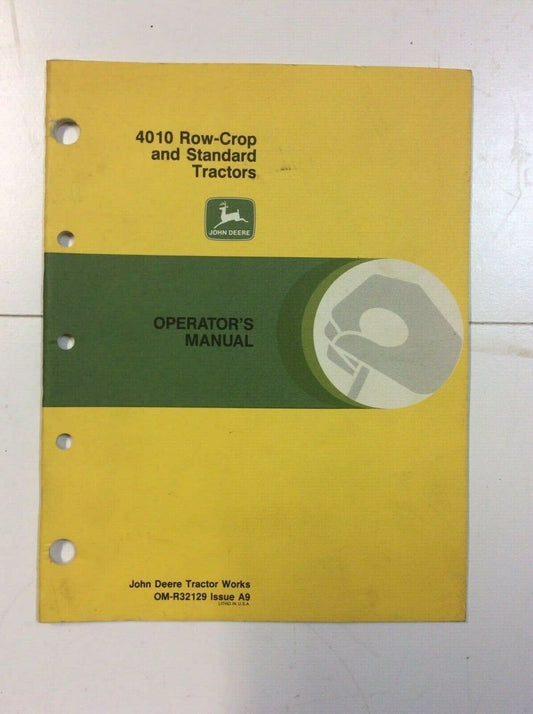 4010 Row-Crop
and Standard
Tractors
JOHN DEERE
OPERATOR'S
MANUAL
John Deere Tractor Works
OM-R32129 Issue A9
LITHO IN U.S.A